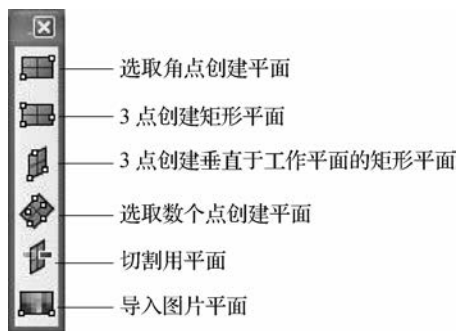 选取角点创建平面
3 点创建矩形平面
3 点创建垂直于工作平面的矩形平面
选取数个点创建平面
切割用平面
导入图片平面